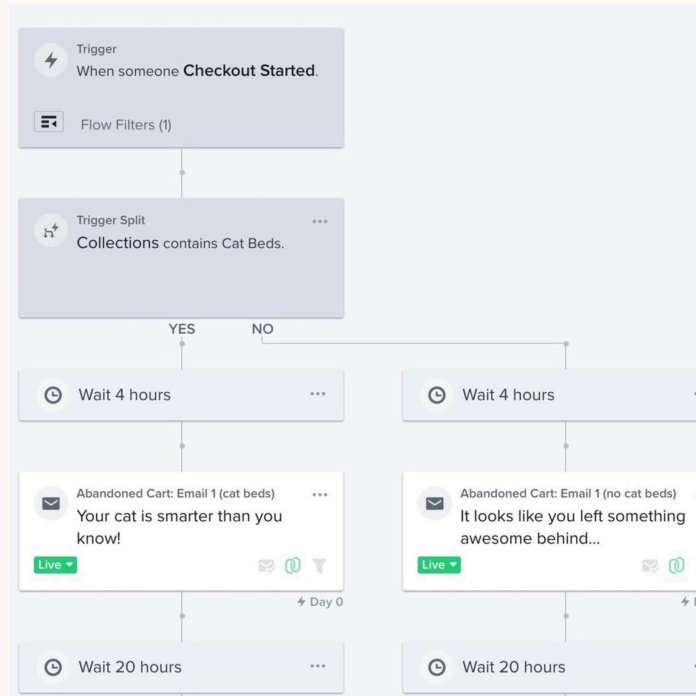 Trigger
When someone Checkout Started.
Flow Filters (1)
Trigger Split
Collections contains Cat Beds.
YES
NO
Wait 4 hours
Wait 4 hours
Abandoned Cart: Email 1 (cat beds)
Your cat is smarter than you
know!
Live
Day 0
Abandoned Cart: Email 1 (no cat beds)
It looks like you left something
awesome behind...
Live
Wait 20 hours
Wait 20 hours